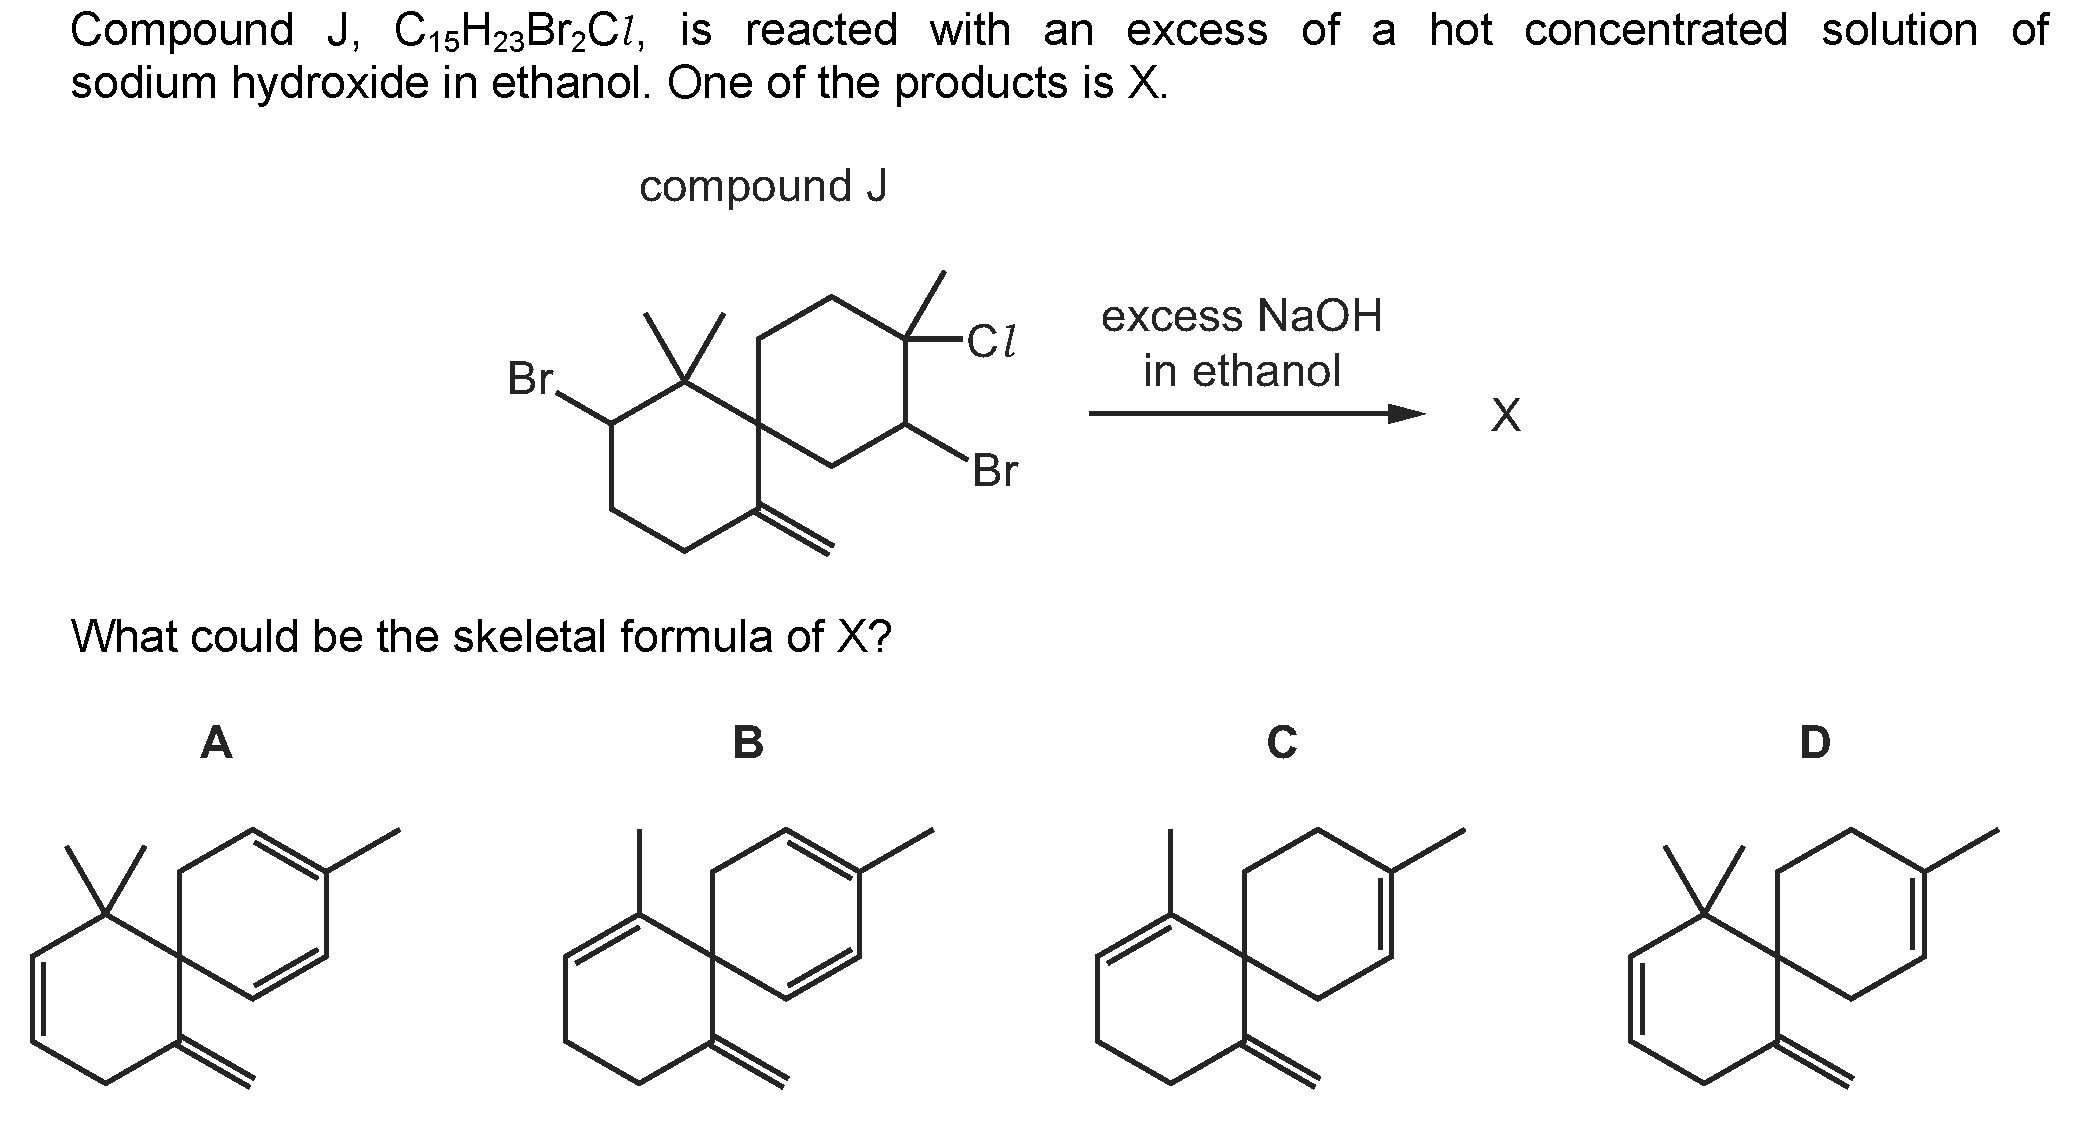 Compound J, C₁₅H₂₃Br₂Cl, is reacted with an excess of a hot concentrated solution of
sodium hydroxide in ethanol. One of the products is X.
compound J
Br
Cl
Br
excess NaOH
in ethanol
X
What could be the skeletal formula of X?
A B C D